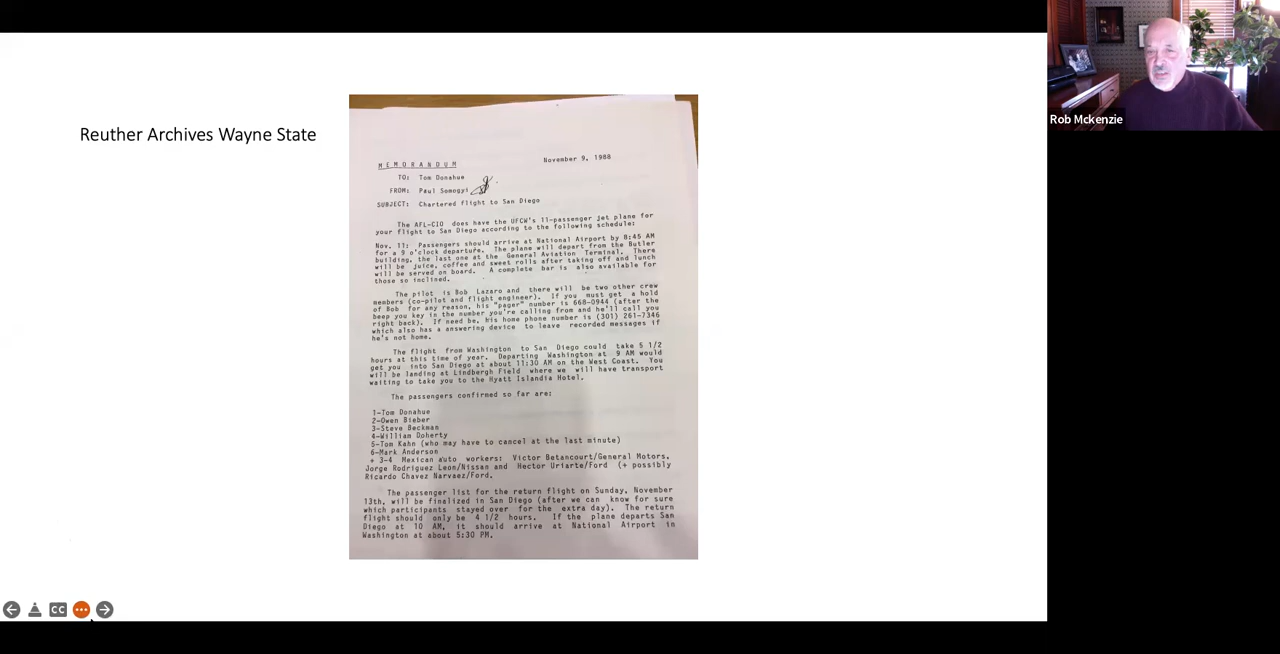 Reuther Archives Wayne State
MEMORANDUM
November 9, 1988
TO: Tom Donahue
FROM: Paul Somogyi
SUBJECT: Chartered flight to San Diego
The AFL-CIO does have the UFCW's 11-passenger jet plane for
your flight to San Diego according to the following schedule:
Nov. 11: Passengers should arrive at National Airport by 8:45 AM
for a 9 o'clock departure. The plane will depart from the Butler
building, the last one at the General Aviation Terminal. There
will be juice, coffee and sweet rolls after taking off and lunch
will be served on board. A complete bar is also available for
those so inclined.
The pilot is Bob Lazaro and there will be two other crew
members (co-pilot and flight engineer). If you must get a hold
of Bob for any reason, his "pager" number is 668-0944 (after the
beep you key in the number you're calling from and he'll call you
right back). If need be, his home phone number is (301) 261-7346
which also has a answering device to leave recorded messages if
he's not home.
The flight from Washington to San Diego could take 5 1/2
hours at this time of year. Departing Washington at 9 AM would
get you into San Diego at about 11:30 AM on the West Coast. You
will be landing at Lindbergh Field where we will have transport
waiting to take you to the Hyatt Islandia Hotel.
The passengers confirmed so far are:
1-Tom Donahue
2-Owen Bieber
3-Steve Beckman
4-William Doherty
5-Tom Kahn (who may have to cancel at the last minute)
6-Mark Anderson
+ 3-4 Mexican auto workers: Victor Betancourt/General Motors,
Jorge Rodriguez Leon/Nissan and Hector Uriarte/Ford (+ possibly
Ricardo Chavez Narvaez/Ford.
The passenger list for the return flight on Sunday, November
13th, will be finalized in San Diego (after we can know for sure
which participants stayed over for the extra day). The return
flight should only be 4 1/2 hours. If the plane departs San
Diego at 10 AM, it should arrive at National Airport in
Washington at about 5:30 PM.
CC
Rob Mckenzie